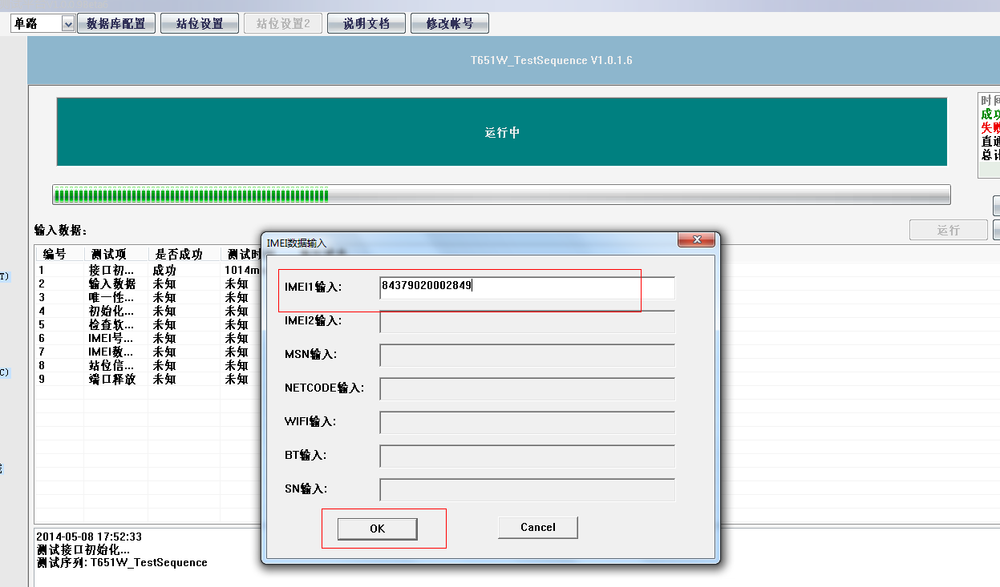 单路 数据库配置 站位设置 站位设置2 说明文档 修改帐号
T651W_TestSequence V1.0.1.6
运行中
时间
成功
失败
直通
总计
输入数据:
运行
编号 测试项 是否成功 测试时
1 接口初... 成功 1014m
2 输入数据 未知 未知
3 唯一性... 未知 未知
4 初始化... 未知 未知
5 检查软... 未知 未知
6 IMEI号... 未知 未知
7 IMEI数... 未知 未知
8 站位信... 未知 未知
9 端口释放 未知 未知
T)
C)
IMEI数据输入
IMEI1输入: 84379020002849
IMEI2输入:
MSN输入:
NETCODE输入:
WIFI输入:
BT输入:
SN输入:
OK Cancel
2014-05-08 17:52:33
测试接口初始化...
测试序列: T651W_TestSequence